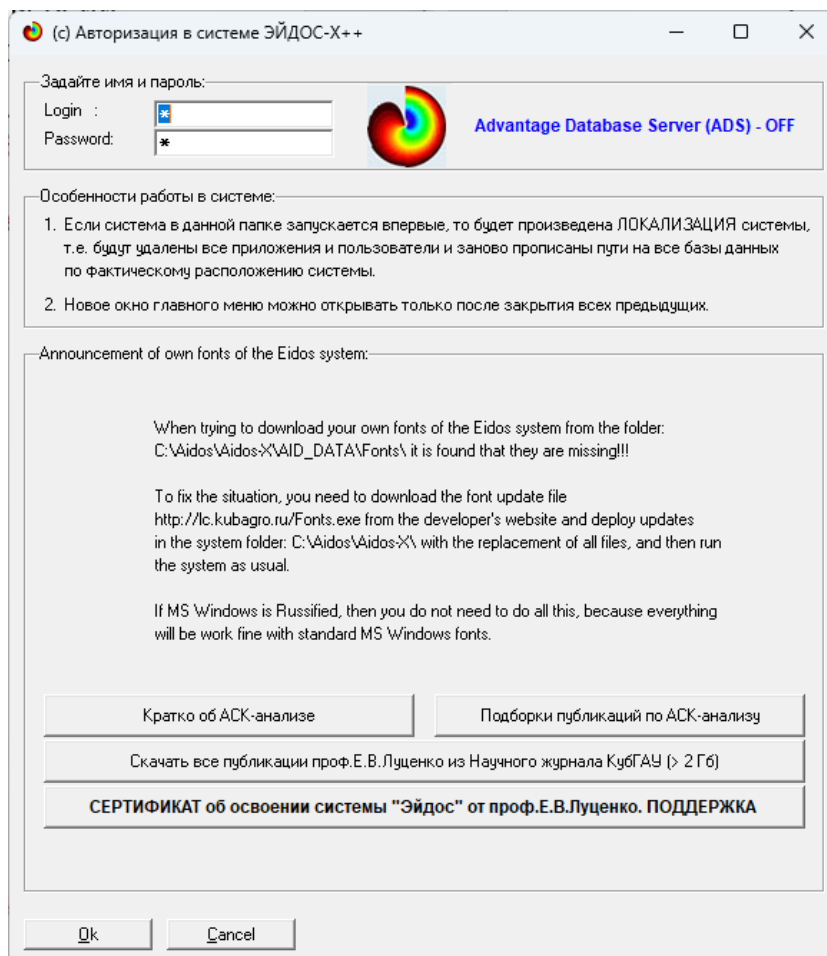 (c) Авторизация в системе ЭЙДОС-X++
Задайте имя и пароль:
Login :
*
Password:
*
Advantage Database Server (ADS) - OFF
Особенности работы в системе:
1. Если система в данной папке запускается впервые, то будет произведена ЛОКАЛИЗАЦИЯ системы,
т.е. будут удалены все приложения и пользователи и заново прописаны пути на все базы данных
по фактическому расположению системы.
2. Новое окно главного меню можно открывать только после закрытия всех предыдущих.
Announcement of own fonts of the Eidos system:
When trying to download your own fonts of the Eidos system from the folder:
C:\Aidos\Aidos-X\AID_DATA\Fonts\ it is found that they are missing!!!
To fix the situation, you need to download the font update file
http://lc.kubagro.ru/Fonts.exe from the developer's website and deploy updates
in the system folder: C:\Aidos\Aidos-X\ with the replacement of all files, and then run
the system as usual.
If MS Windows is Russified, then you do not need to do all this, because everything
will be work fine with standard MS Windows fonts.
Кратко об АСК-анализе
Подборки публикаций по АСК-анализу
Скачать все публикации проф.Е.В.Луценко из Научного журнала КубГАУ (> 2 Гб)
СЕРТИФИКАТ об освоении системы "Эйдос" от проф.Е.В.Луценко. ПОДДЕРЖКА
Ok
Cancel